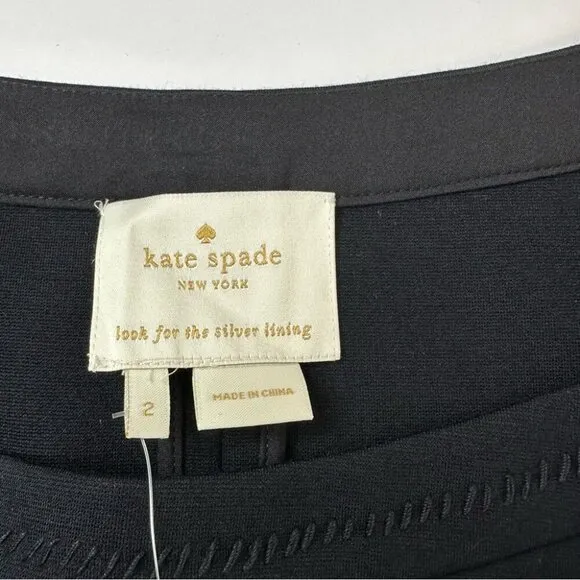 kate spade
NEW YORK
look for the silver lining
2
MADE IN CHINA